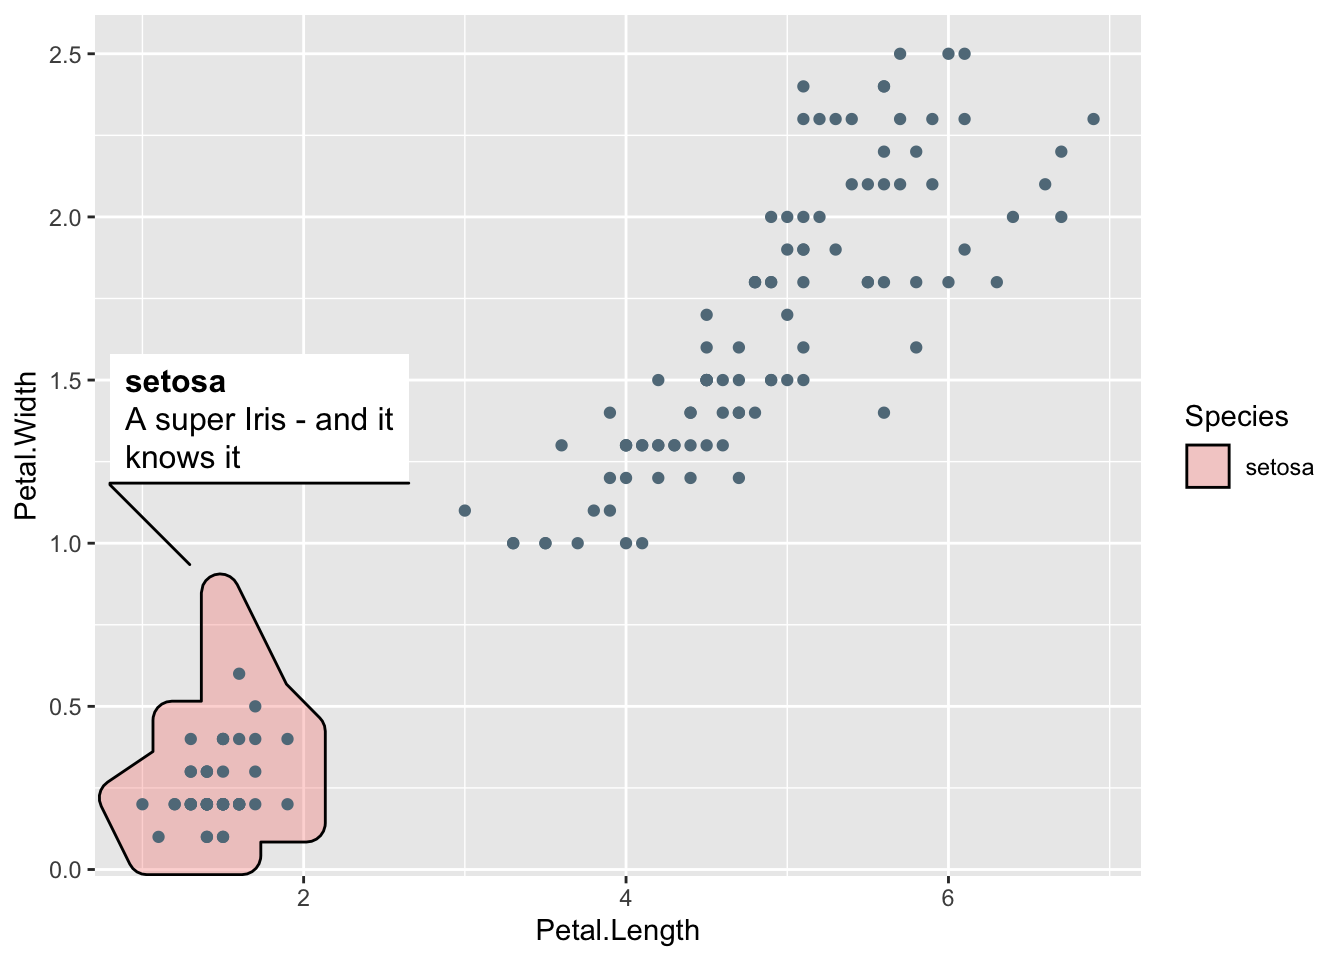 2.5
2.0
1.5
1.0
0.5
0.0
Petal.Width
setosa
A super Iris - and it
knows it
2
4
6
Petal.Length
Species
setosa